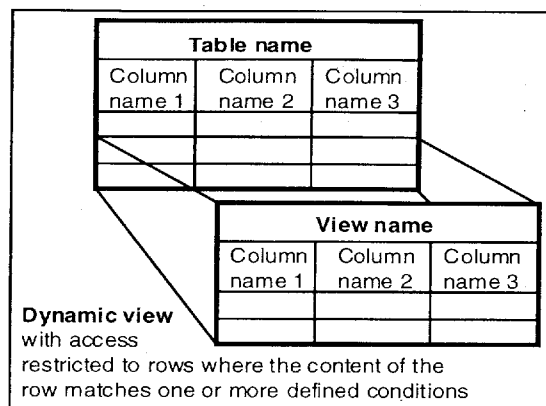 Table name
Column Column Column
name 1 name 2 name 3
View name
Column Column Column
name 1 name 2 name 3
Dynamic view
with access
restricted to rows where the content of the
row matches one or more defined conditions